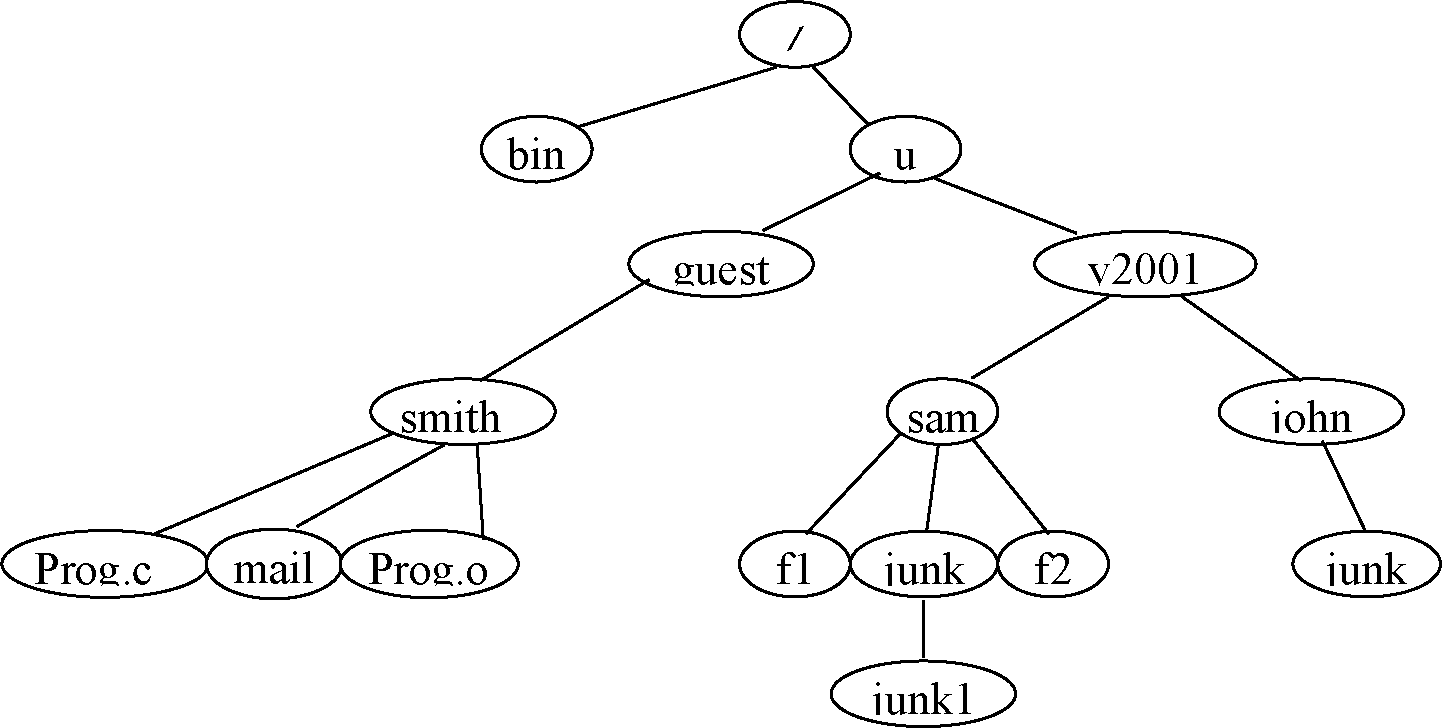 /
bin
u
guest
v2001
smith
sam
john
Prog.c
mail
Prog.o
f1
junk
f2
junk
junk1